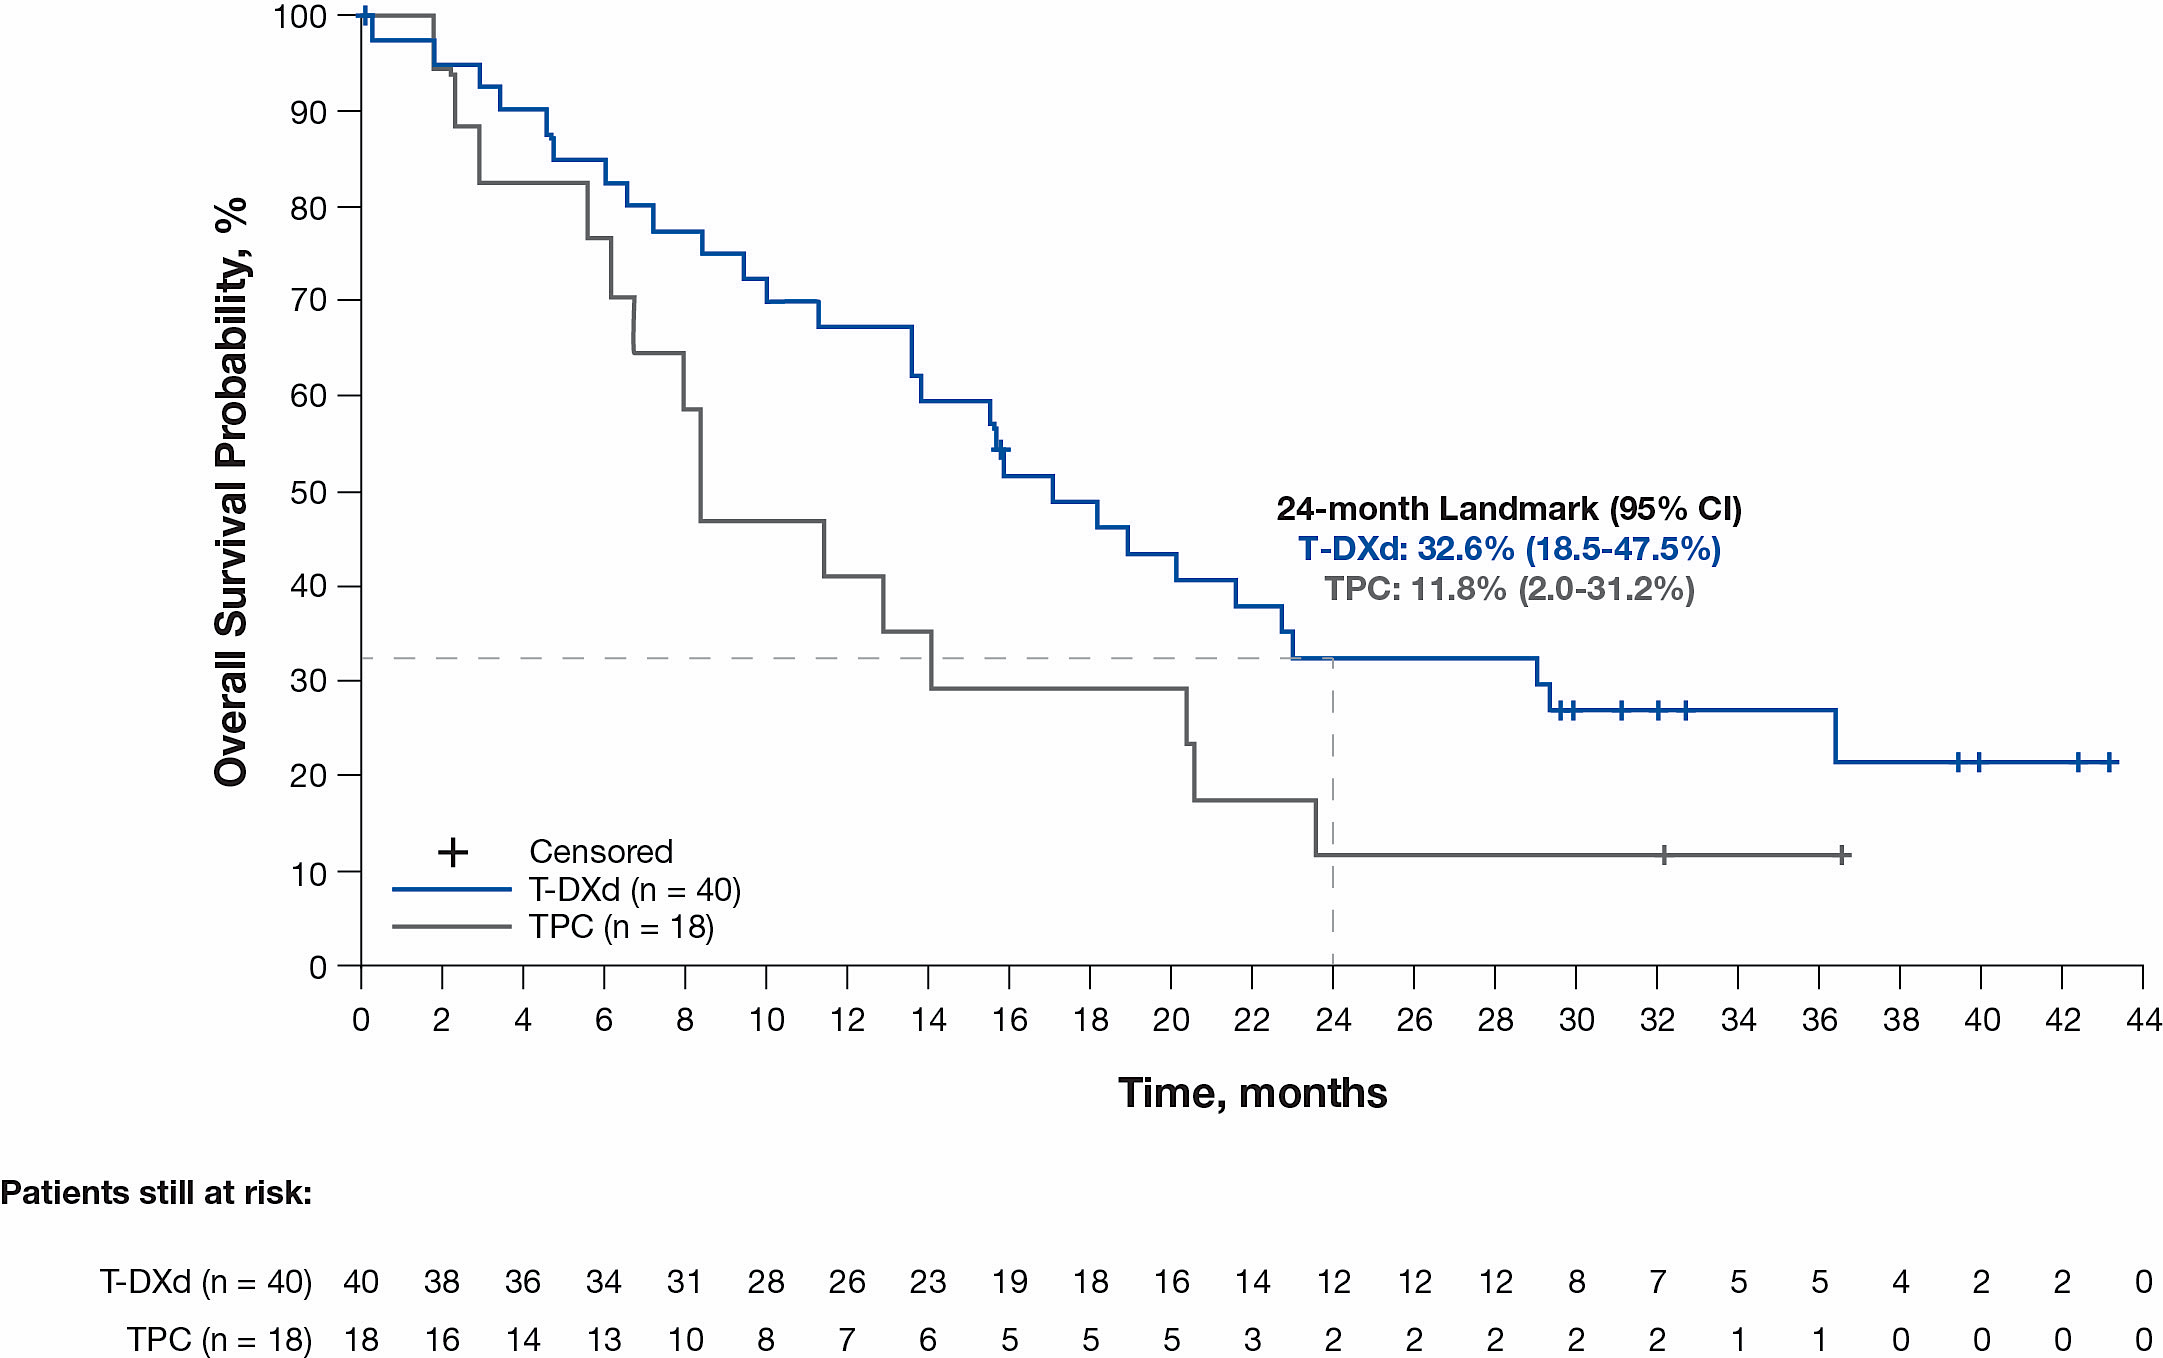 100
90
80
70
60
50
40
30
20
10
0
Overall Survival Probability, %
24-month Landmark (95% CI)
T-DXd: 32.6% (18.5-47.5%)
TPC: 11.8% (2.0-31.2%)
Censored
T-DXd (n = 40)
TPC (n = 18)
0 2 4 6 8 10 12 14 16 18 20 22 24 26 28 30 32 34 36 38 40 42 44
Time, months
Patients still at risk:
T-DXd (n = 40) 40 38 36 34 31 28 26 23 19 18 16 14 12 12 12 8 7 5 5 4 2 2 0
TPC (n = 18) 18 16 14 13 10 8 7 6 5 5 5 3 2 2 2 2 2 1 1 0 0 0 0